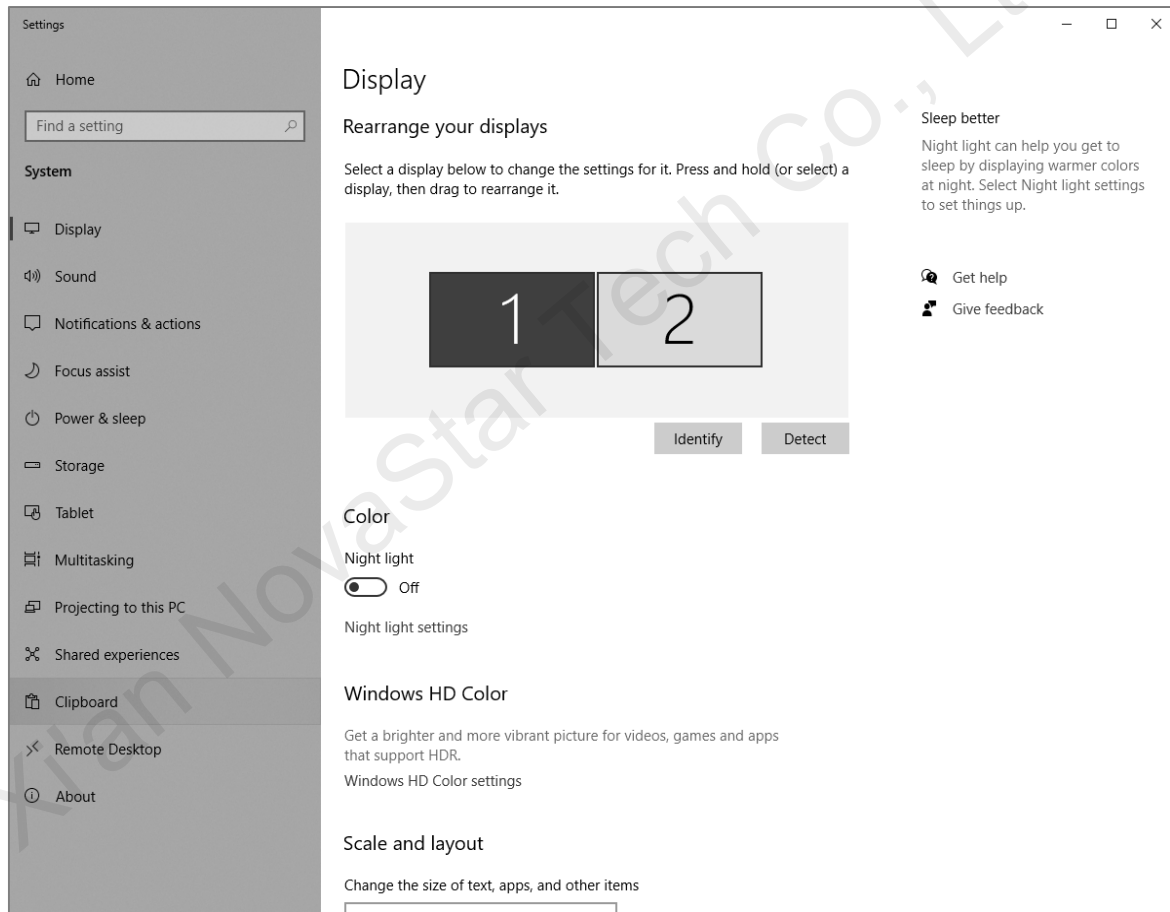 Settings
Home
Find a setting
System
Display
Sound
Notifications & actions
Focus assist
Power & sleep
Storage
Tablet
Multitasking
Projecting to this PC
Shared experiences
Clipboard
Remote Desktop
About
Display
Rearrange your displays
Select a display below to change the settings for it. Press and hold (or select) a
display, then drag to rearrange it.
1
2
Identify
Detect
Color
Night light
Off
Night light settings
Windows HD Color
Get a brighter and more vibrant picture for videos, games and apps
that support HDR.
Windows HD Color settings
Scale and layout
Change the size of text, apps, and other items
Sleep better
Night light can help you get to
sleep by displaying warmer colors
at night. Select Night light settings
to set things up.
Get help
Give feedback
Xi'an NovaStar Tech Co.,